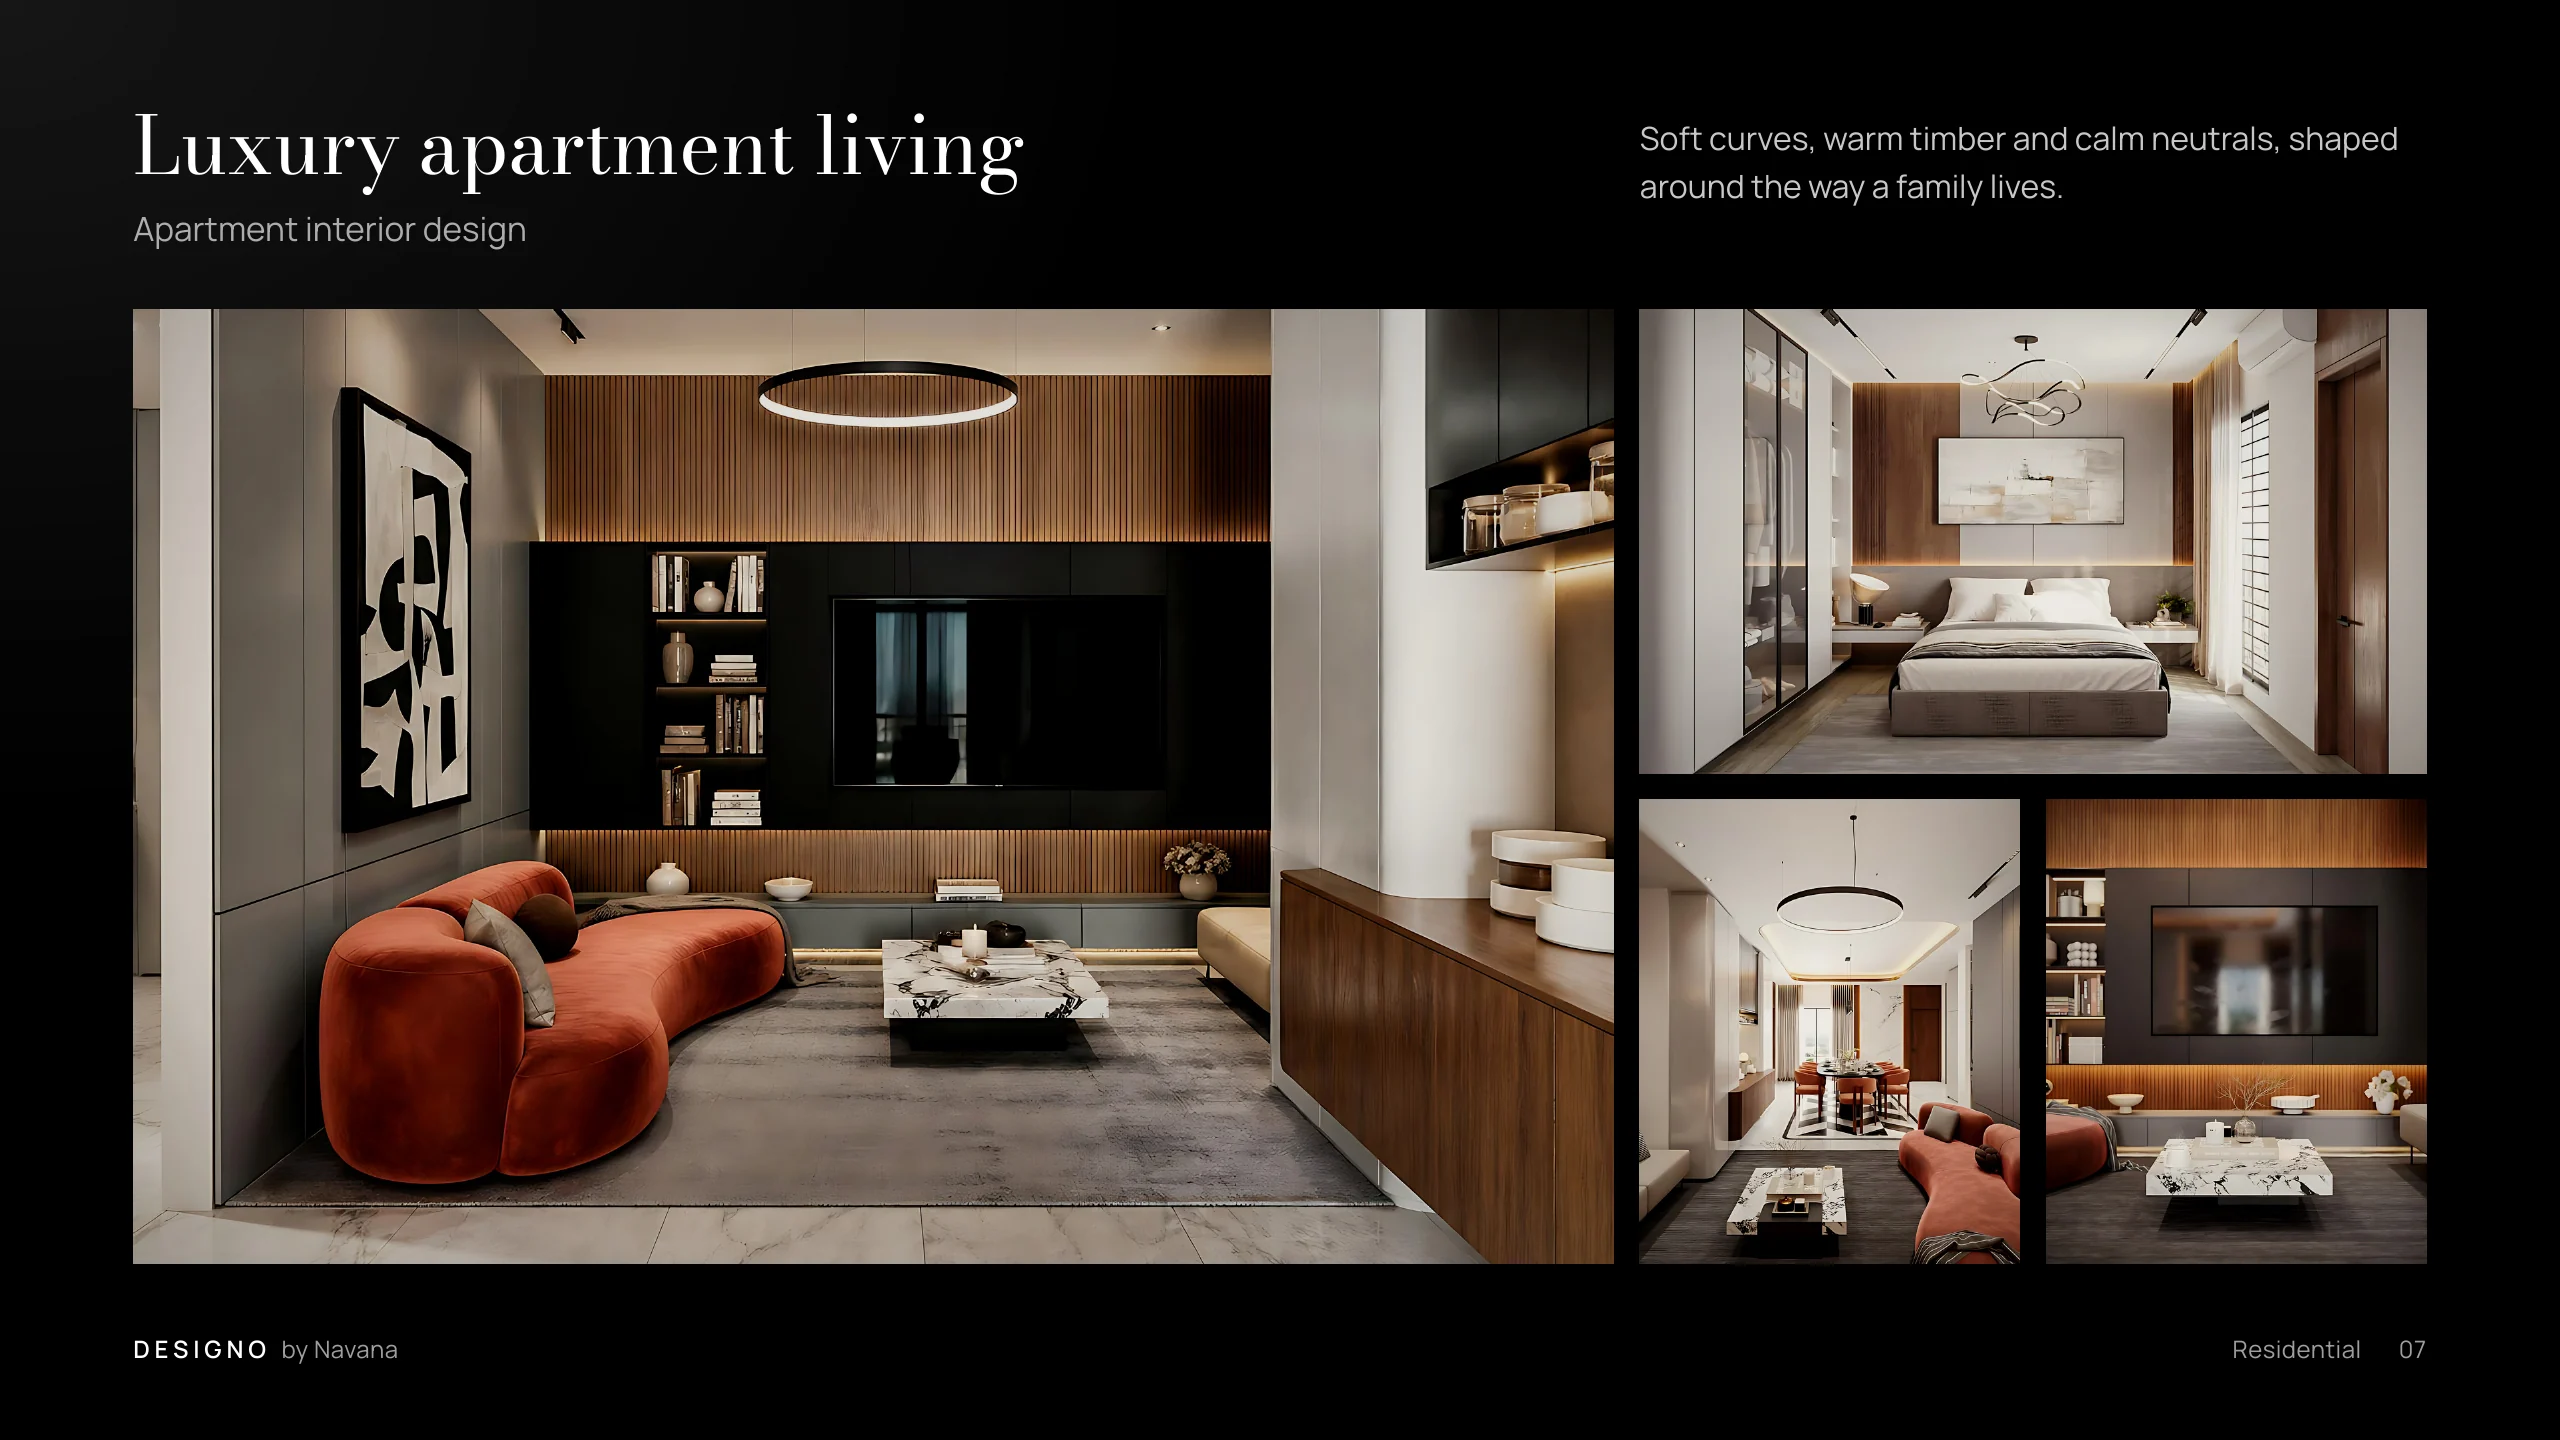 Luxury apartment living
Apartment interior design
Soft curves, warm timber and calm neutrals, shaped
around the way a family lives.
DESIGNO by Navana
Residential 07